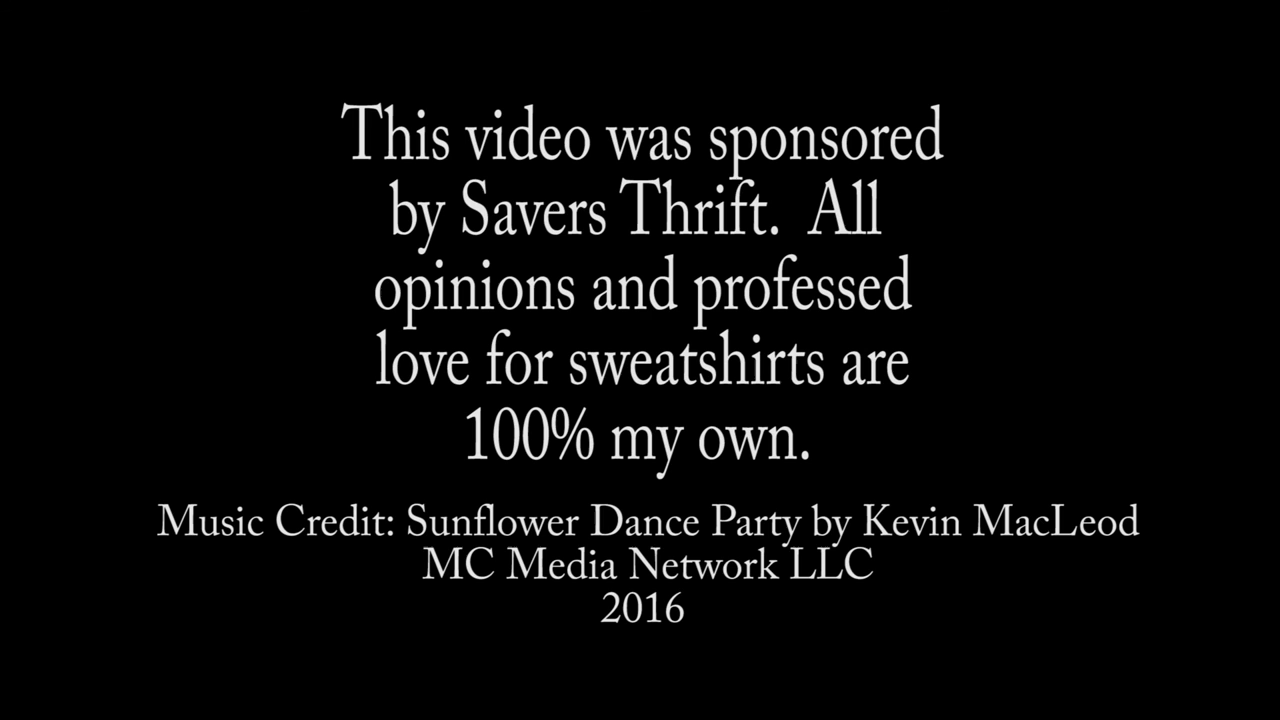 This video was sponsored
by Savers Thrift.  All
opinions and professed
love for sweatshirts are
100% my own.
Music Credit: Sunflower Dance Party by Kevin MacLeod
MC Media Network LLC
2016